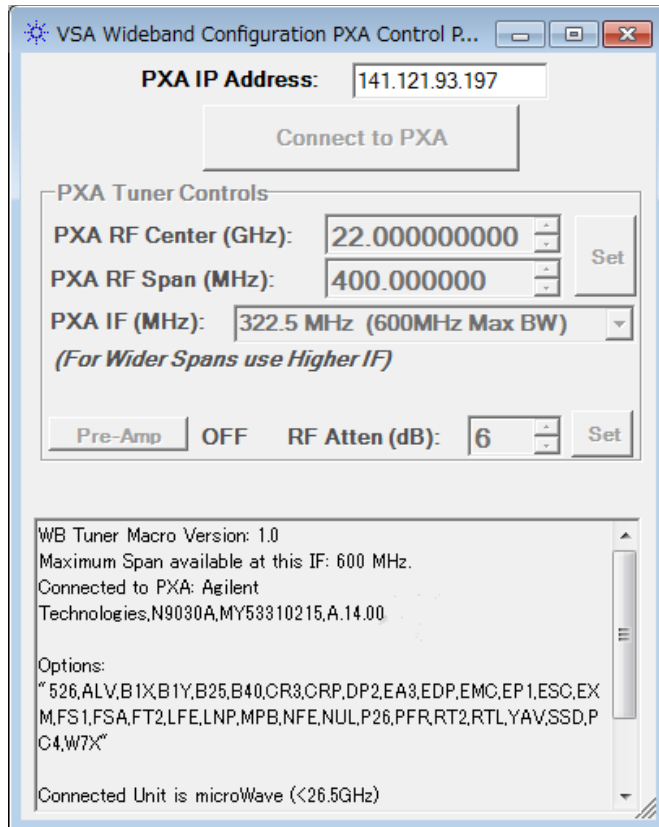 VSA Wideband Configuration PXA Control P...
PXA IP Address: 141.121.93.197
Connect to PXA
PXA Tuner Controls
PXA RF Center (GHz): 22.000000000
Set
PXA RF Span (MHz): 400.000000
PXA IF (MHz): 322.5 MHz (600MHz Max BW)
(For Wider Spans use Higher IF)
Pre-Amp OFF RF Atten (dB): 6 Set
WB Tuner Macro Version: 1.0
Maximum Span available at this IF: 600 MHz.
Connected to PXA: Agilent
Technologies,N9030A,MY53310215,A.14.00
Options:
"526,ALV,B1X,B1Y,B25,B40,CR3,CRP,DP2,EA3,EDP,EMC,EP1,ESC,EX
M,FS1,FSA,FT2,LFE,LNP,MPB,NFE,NUL,P26,PFR,RT2,RTL,YAV,SSD,P
C4,W7X"
Connected Unit is microWave (<26.5GHz)